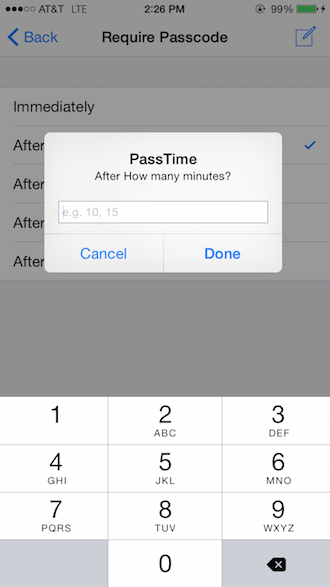 AT&T LTE 2:26 PM 99%
Back Require Passcode
Immediately
After
PassTime
After How many minutes?
After
e.g. 10, 15
After
Cancel Done
After
1 2 3
ABC DEF
4 5 6
GHI JKL MNO
7 8 9
PQRS TUV WXYZ
0